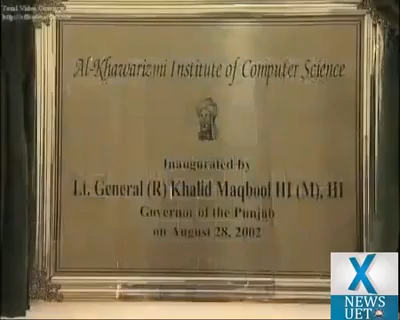 Al-Khawarizmi Institute of Computer Science
Inaugurated by
Lt. General (R) Khalid Maqbool HI (M), HI
Governor of the Punjab
on August 28, 2002
X
NEWS
UET